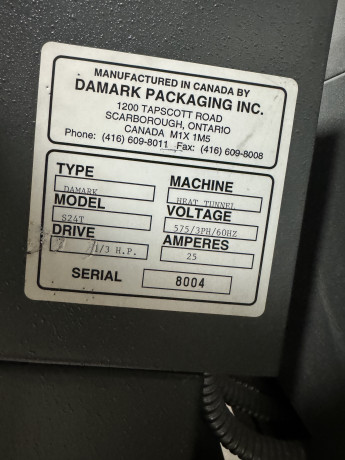 MANUFACTURED IN CANADA BY
DAMARK PACKAGING INC.
1200 TAPSCOTT ROAD
SCARBOROUGH, ONTARIO
CANADA M1X 1M5
Phone: (416) 609-8011 Fax: (416) 609-8008
TYPE MACHINE
DAMARK HEAT TUNNEL
MODEL VOLTAGE
S24T 575/3PH/60HZ
DRIVE AMPERES
1/3 H.P. 25
SERIAL 8004